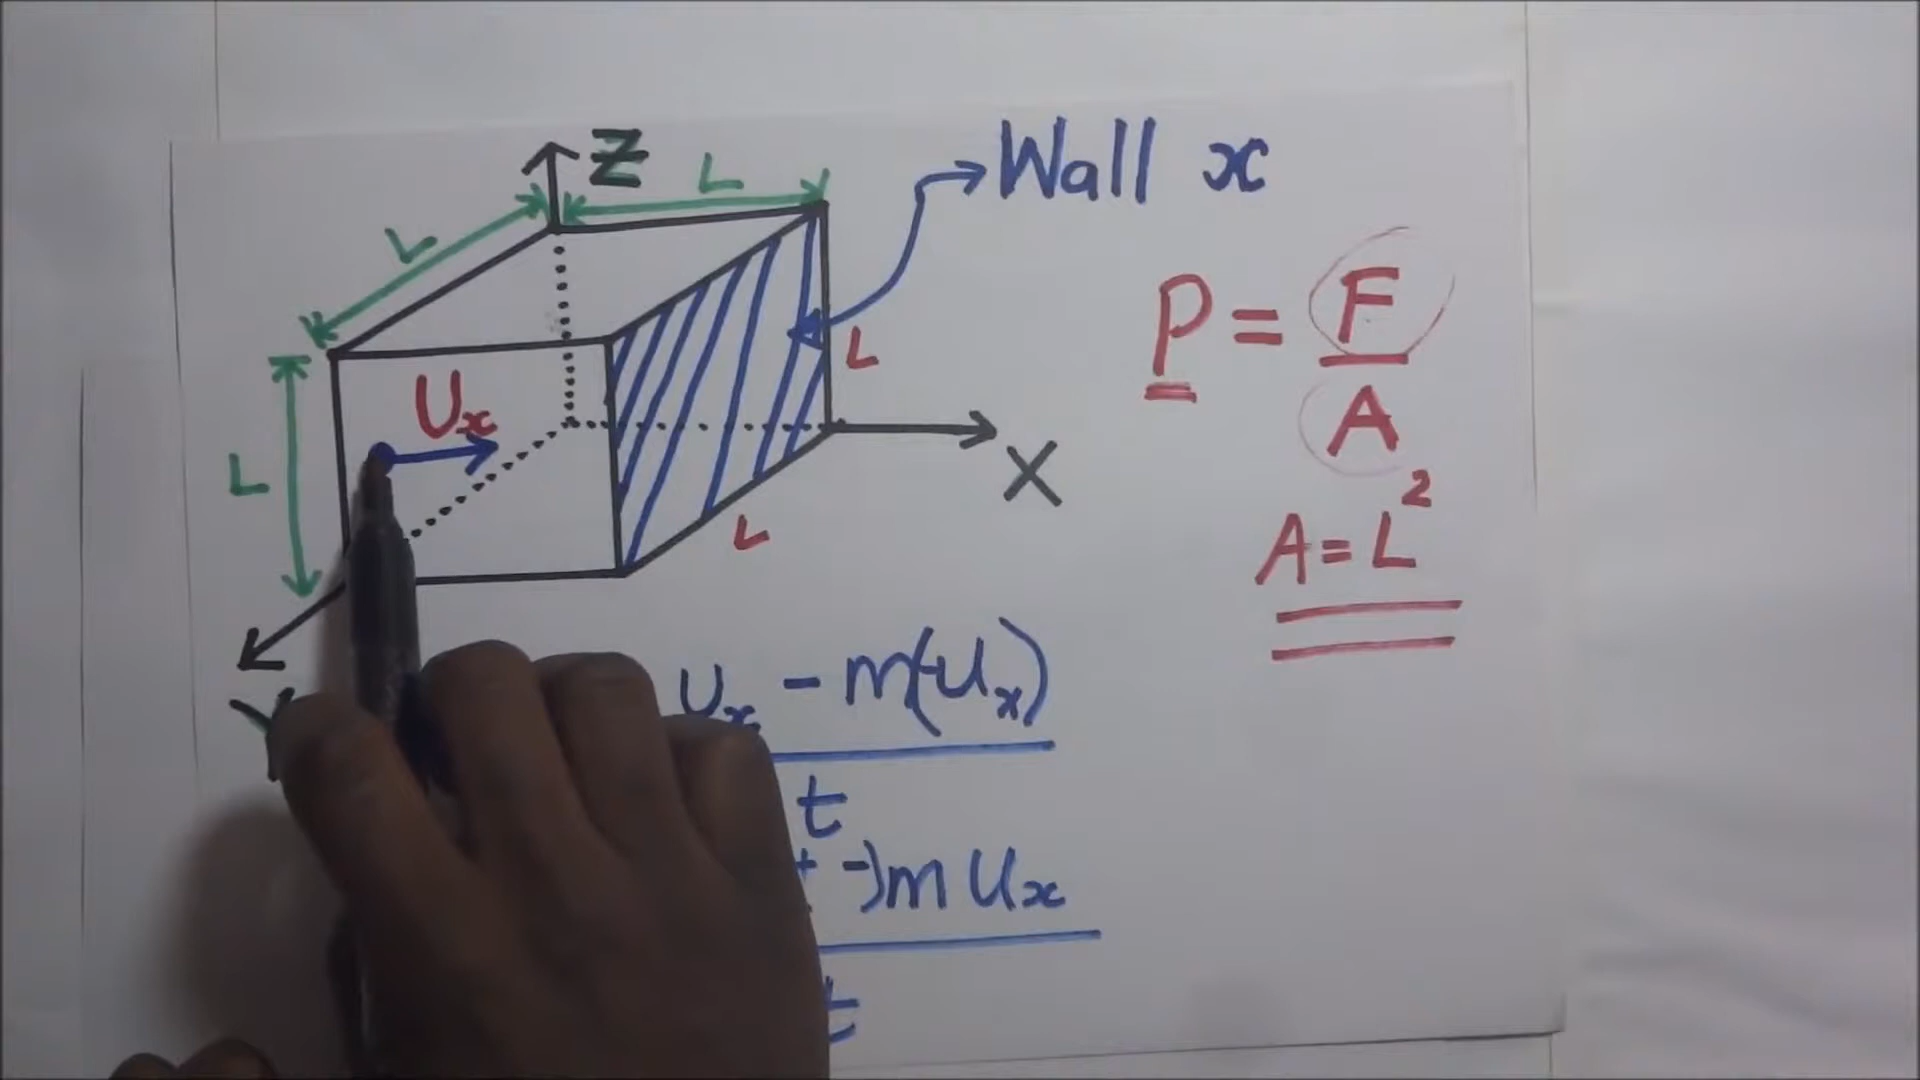 Z
L
L
Wall x
P = F/A
L
Ux
L
X
L
A = L²
Y
Ux - m(-Ux)
t
-)m Ux
t